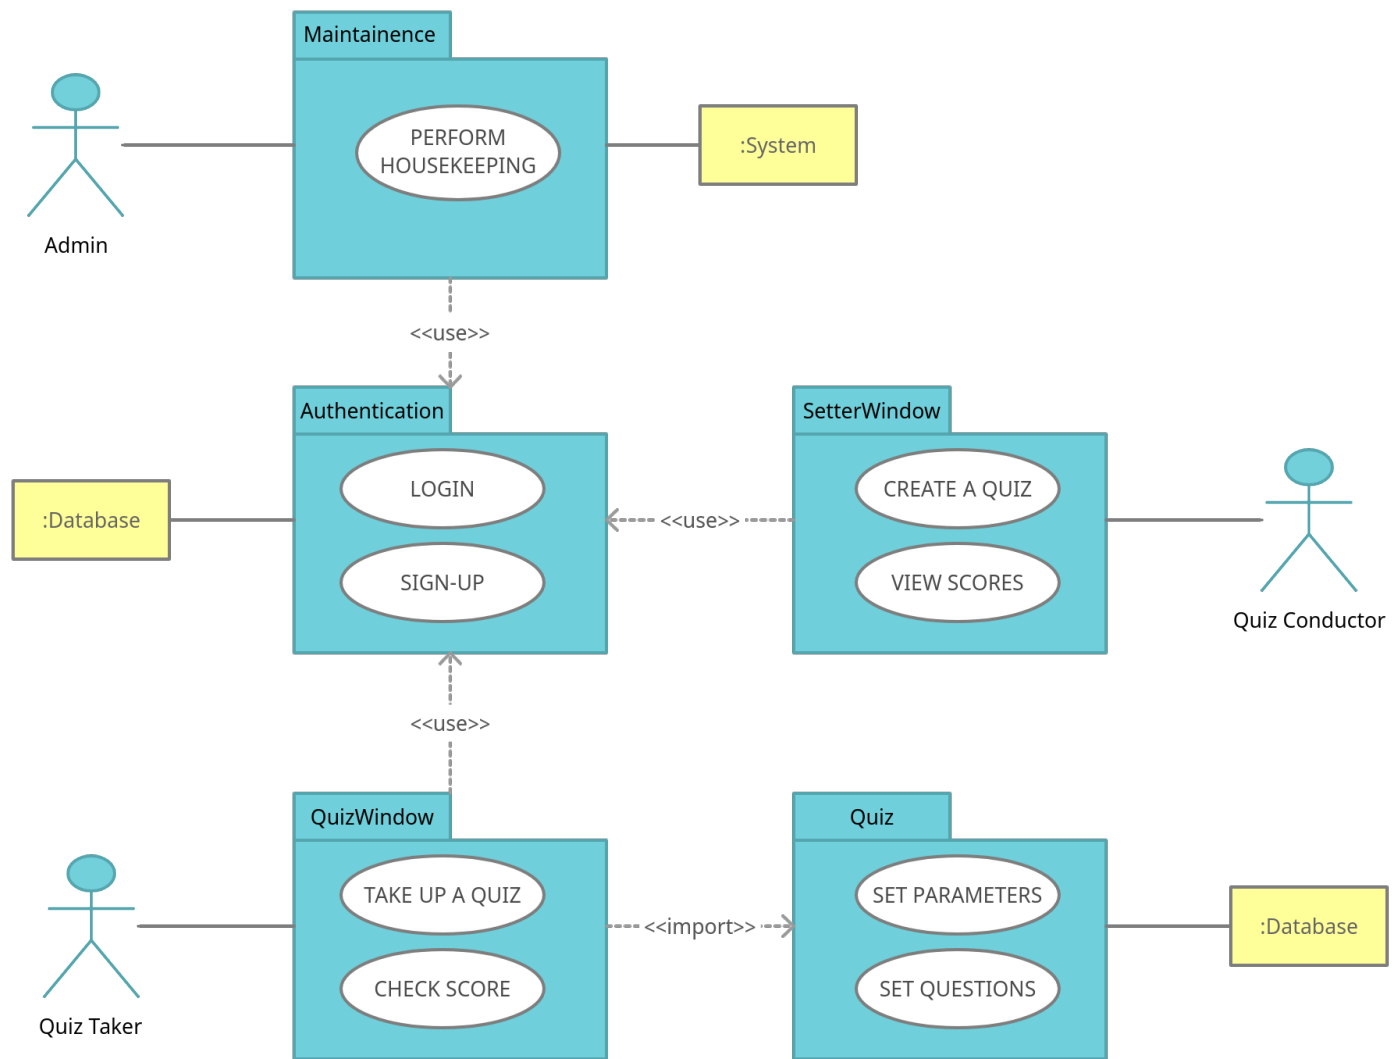 Maintainence
PERFORM
HOUSEKEEPING
:System
Admin
<<use>>
Authentication
SetterWindow
LOGIN
CREATE A QUIZ
:Database
<<use>>
SIGN-UP
VIEW SCORES
Quiz Conductor
<<use>>
QuizWindow
Quiz
TAKE UP A QUIZ
SET PARAMETERS
<<import>>
:Database
CHECK SCORE
SET QUESTIONS
Quiz Taker